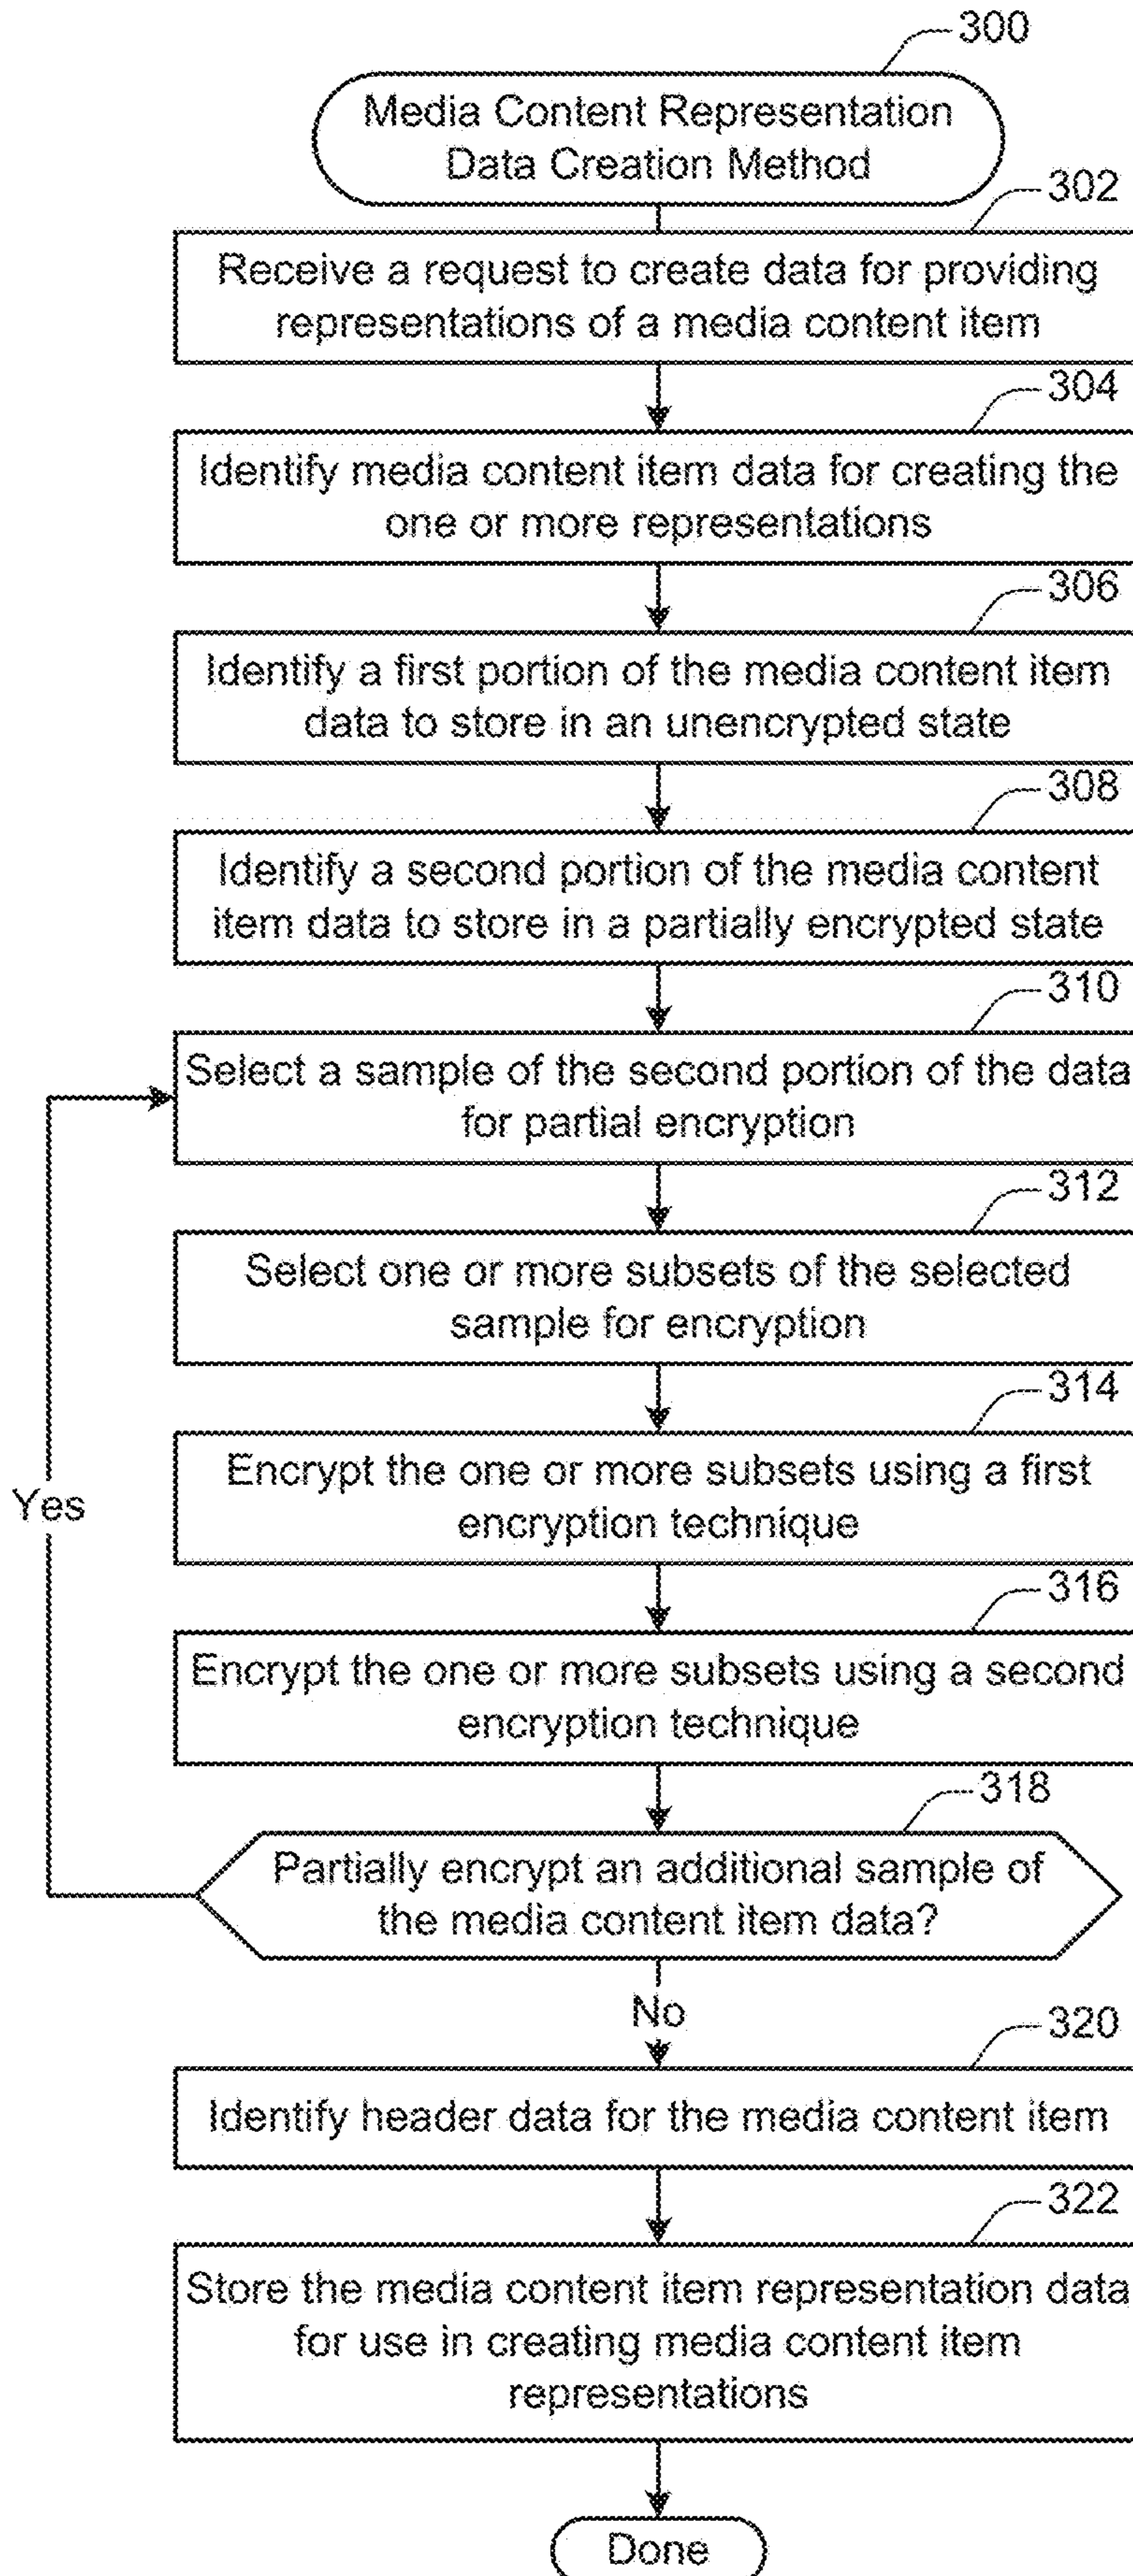 300
Media Content Representation
Data Creation Method
302
Receive a request to create data for providing
representations of a media content item
304
Identify media content item data for creating the
one or more representations
306
Identify a first portion of the media content item
data to store in an unencrypted state
308
Identify a second portion of the media content
item data to store in a partially encrypted state
310
Select a sample of the second portion of the data
for partial encryption
312
Select one or more subsets of the selected
sample for encryption
314
Encrypt the one or more subsets using a first
encryption technique
Yes
316
Encrypt the one or more subsets using a second
encryption technique
318
Partially encrypt an additional sample of
the media content item data?
No
320
Identify header data for the media content item
322
Store the media content item representation data
for use in creating media content item
representations
Done